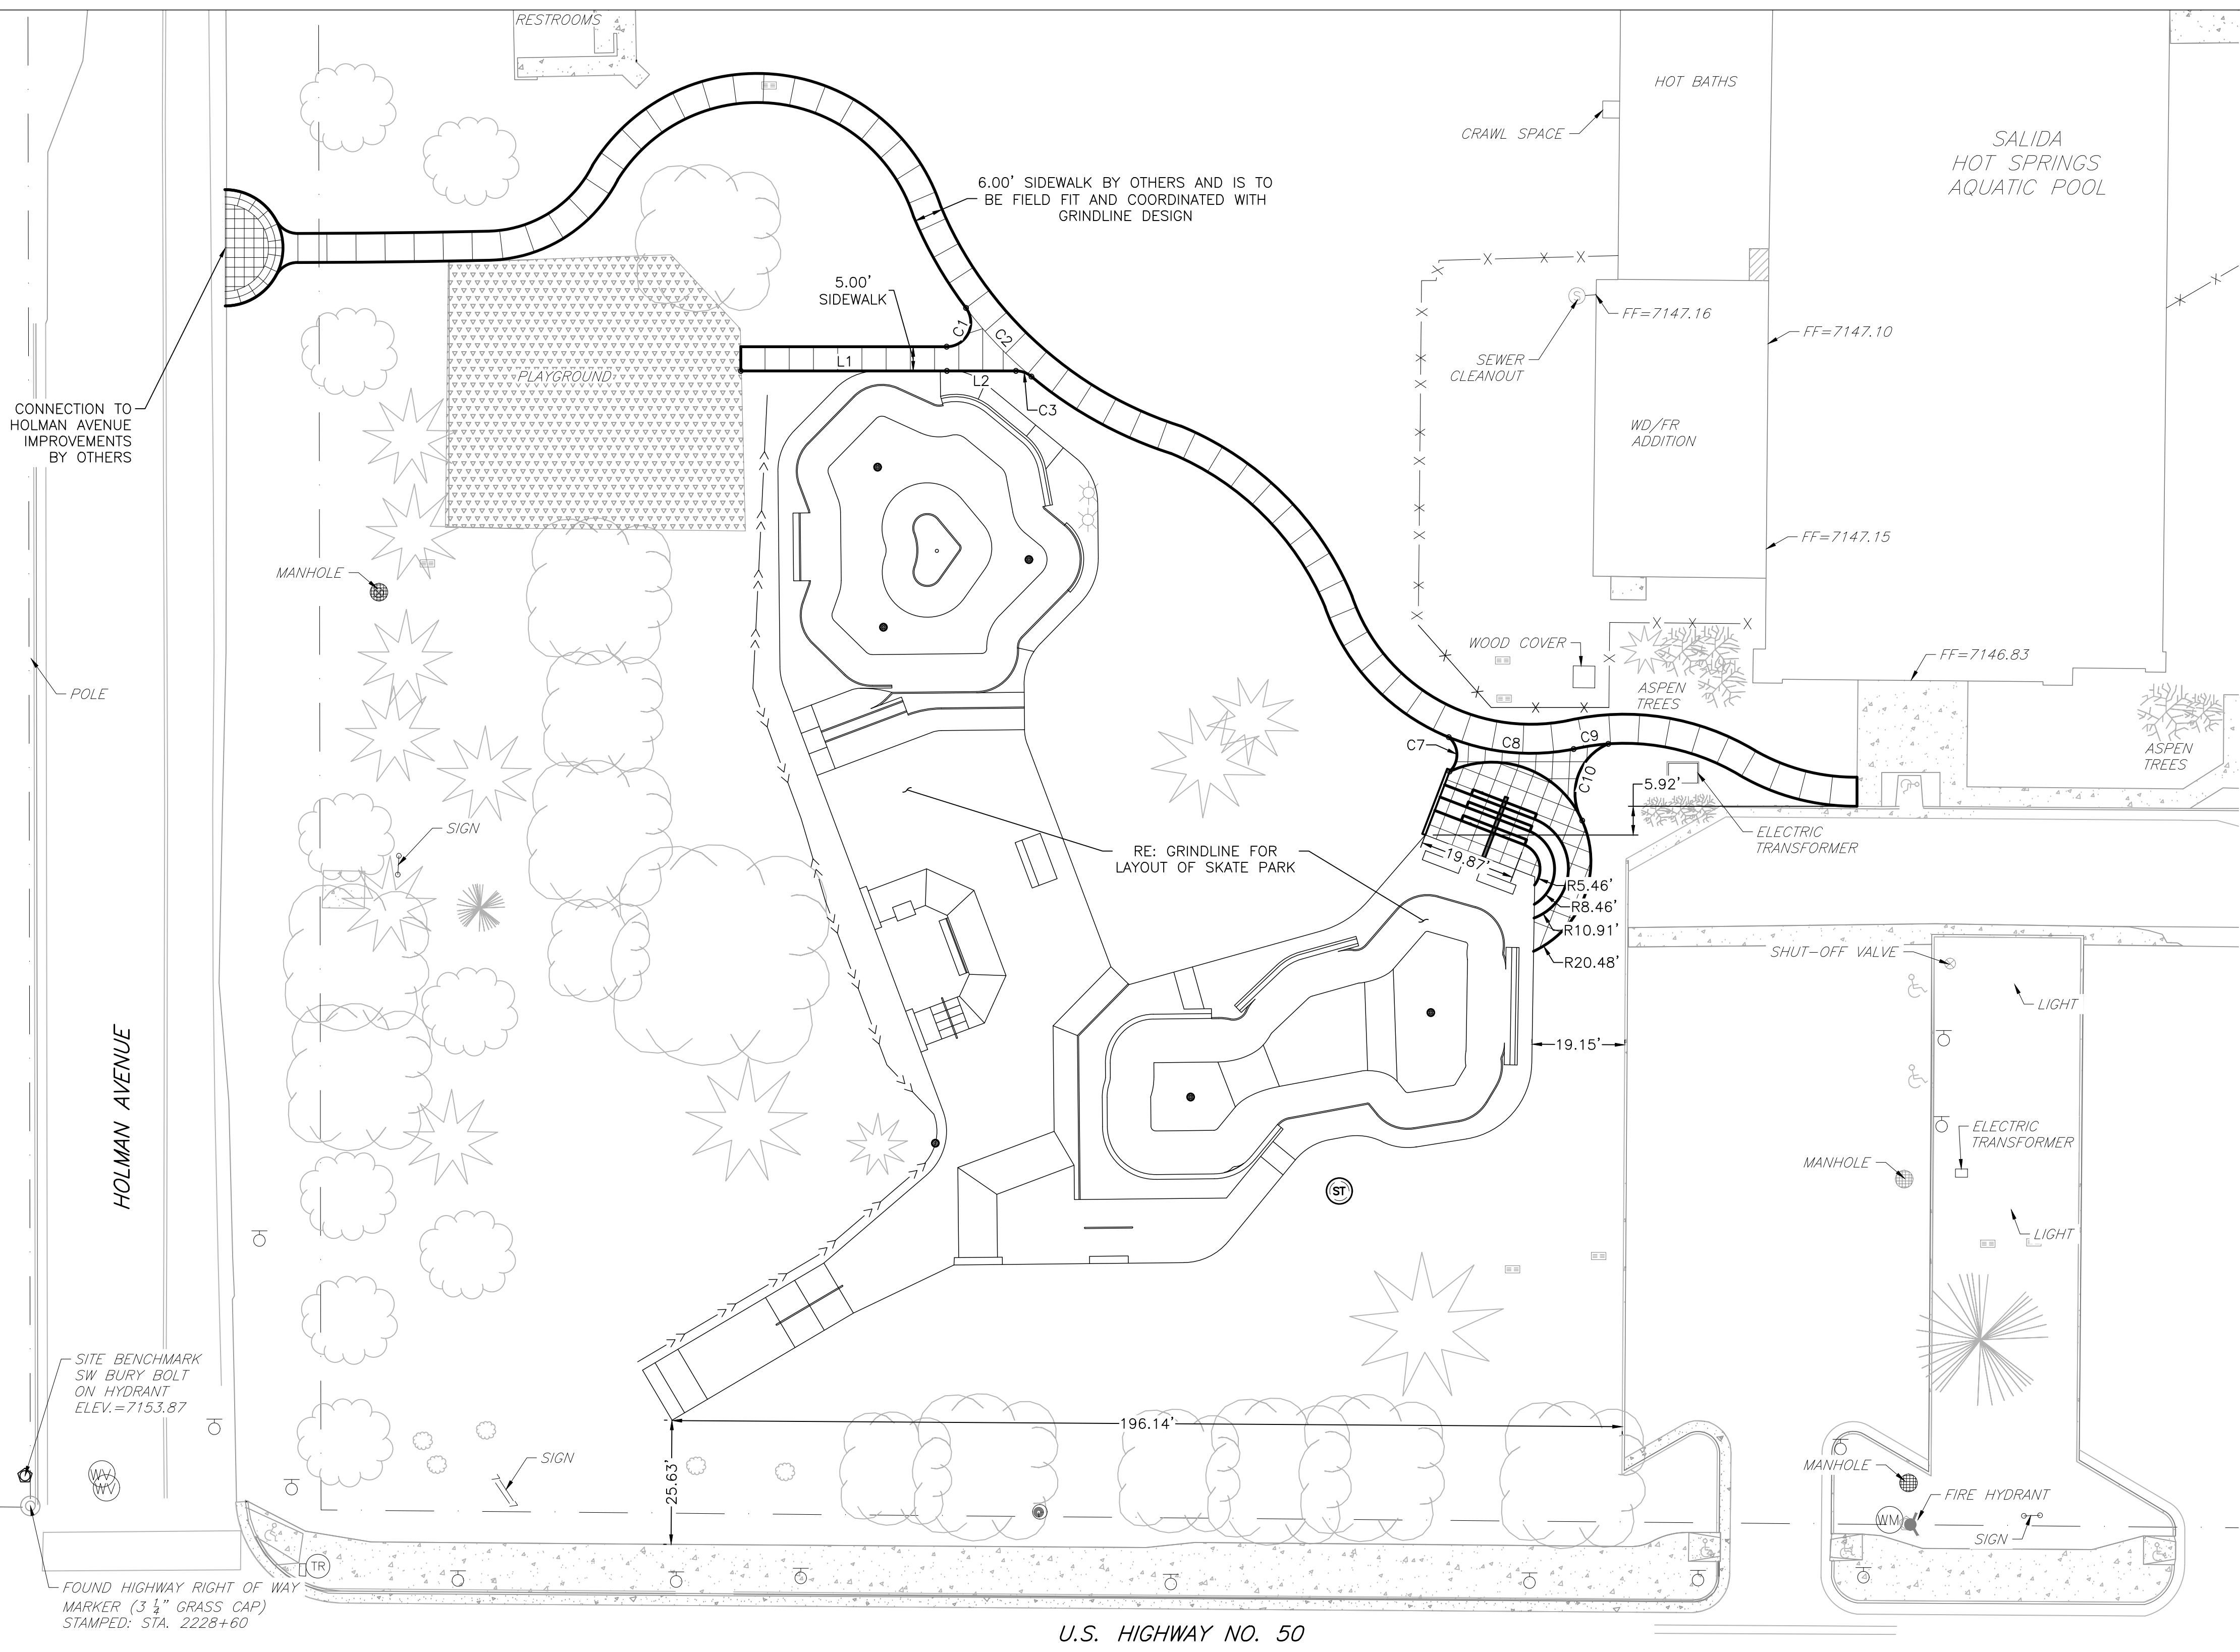 RESTROOMS
HOT BATHS
CRAWL SPACE
SALIDA
HOT SPRINGS
AQUATIC POOL
6.00' SIDEWALK BY OTHERS AND IS TO
BE FIELD FIT AND COORDINATED WITH
GRINDLINE DESIGN
5.00'
SIDEWALK
C1
C2
L1
L2
C3
PLAYGROUND
S
FF=7147.16
FF=7147.10
SEWER
CLEANOUT
CONNECTION TO
HOLMAN AVENUE
IMPROVEMENTS
BY OTHERS
WD/FR
ADDITION
FF=7147.15
MANHOLE
WOOD COVER
FF=7146.83
POLE
ASPEN
TREES
ASPEN
TREES
C7
C8
C9
C10
5.92'
SIGN
ELECTRIC
TRANSFORMER
RE: GRINDLINE FOR
LAYOUT OF SKATE PARK
19.87'
R5.46'
R8.46'
R10.91'
R20.48'
SHUT-OFF VALVE
LIGHT
19.15'
HOLMAN AVENUE
ELECTRIC
TRANSFORMER
MANHOLE
ST
LIGHT
SITE BENCHMARK
SW BURY BOLT
ON HYDRANT
ELEV.=7153.87
196.14'
25.63'
SIGN
WV
WV
MANHOLE
FIRE HYDRANT
WM
SIGN
TR
FOUND HIGHWAY RIGHT OF WAY
MARKER (3 1/4" GRASS CAP)
STAMPED: STA. 2228+60
U.S. HIGHWAY NO. 50